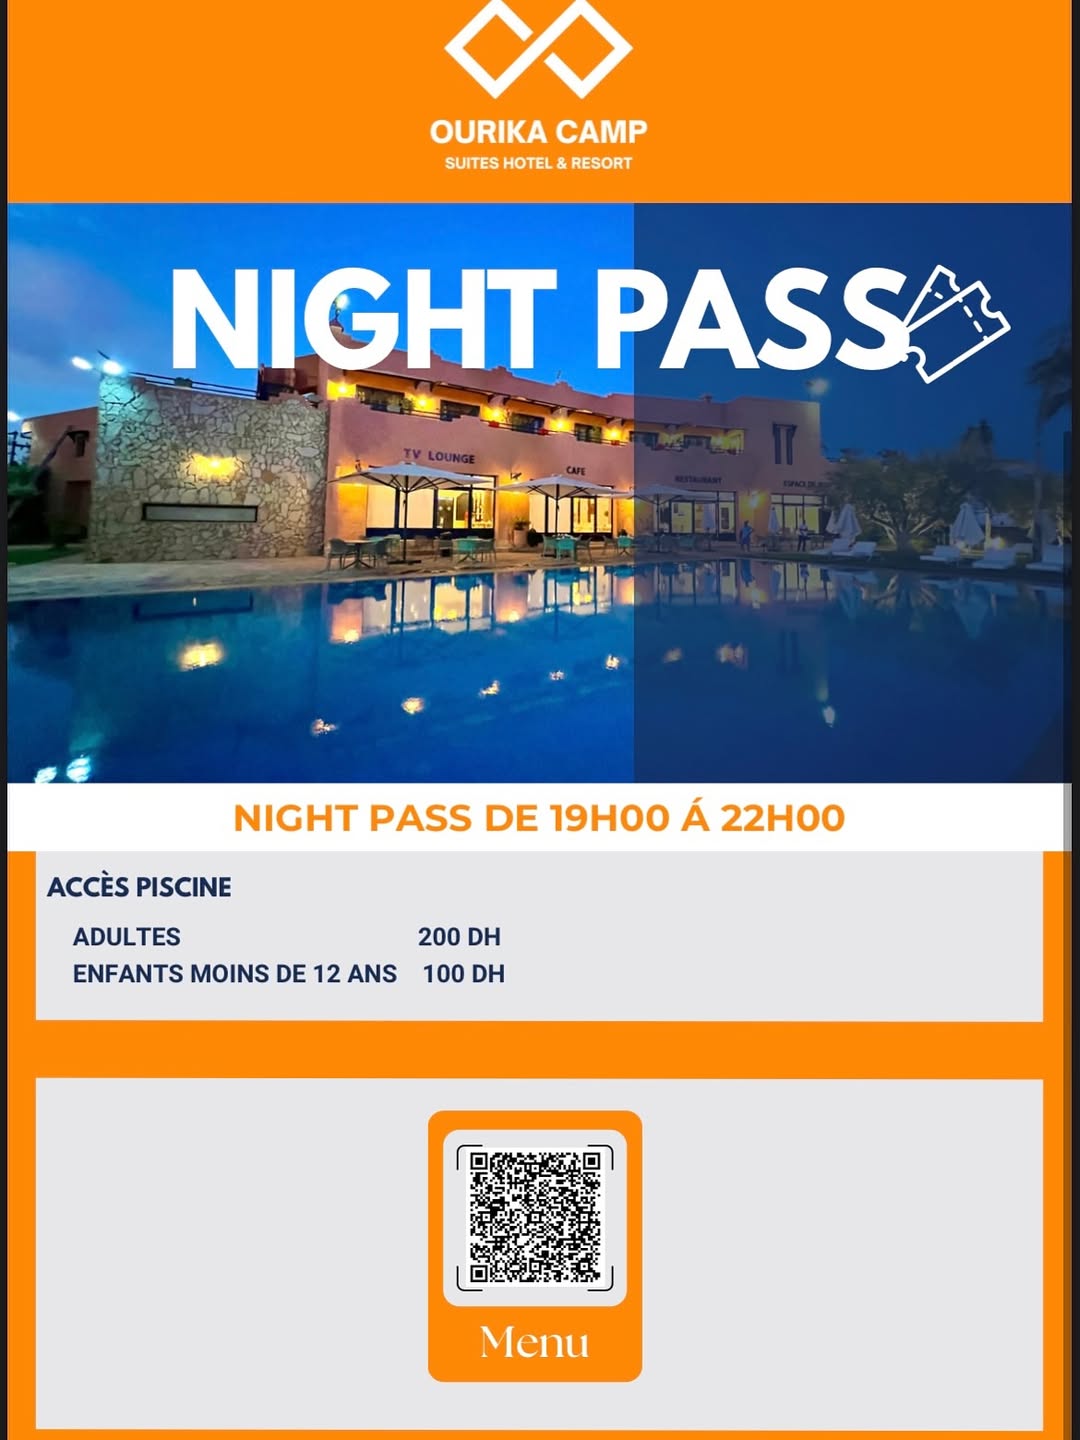 OURIKA CAMP
SUITES HOTEL & RESORT
NIGHT PASS
TV LOUNGE
CAFE
RESTAURANT
NIGHT PASS DE 19H00 Á 22H00
ACCÈS PISCINE
ADULTES 200 DH
ENFANTS MOINS DE 12 ANS 100 DH
Menu